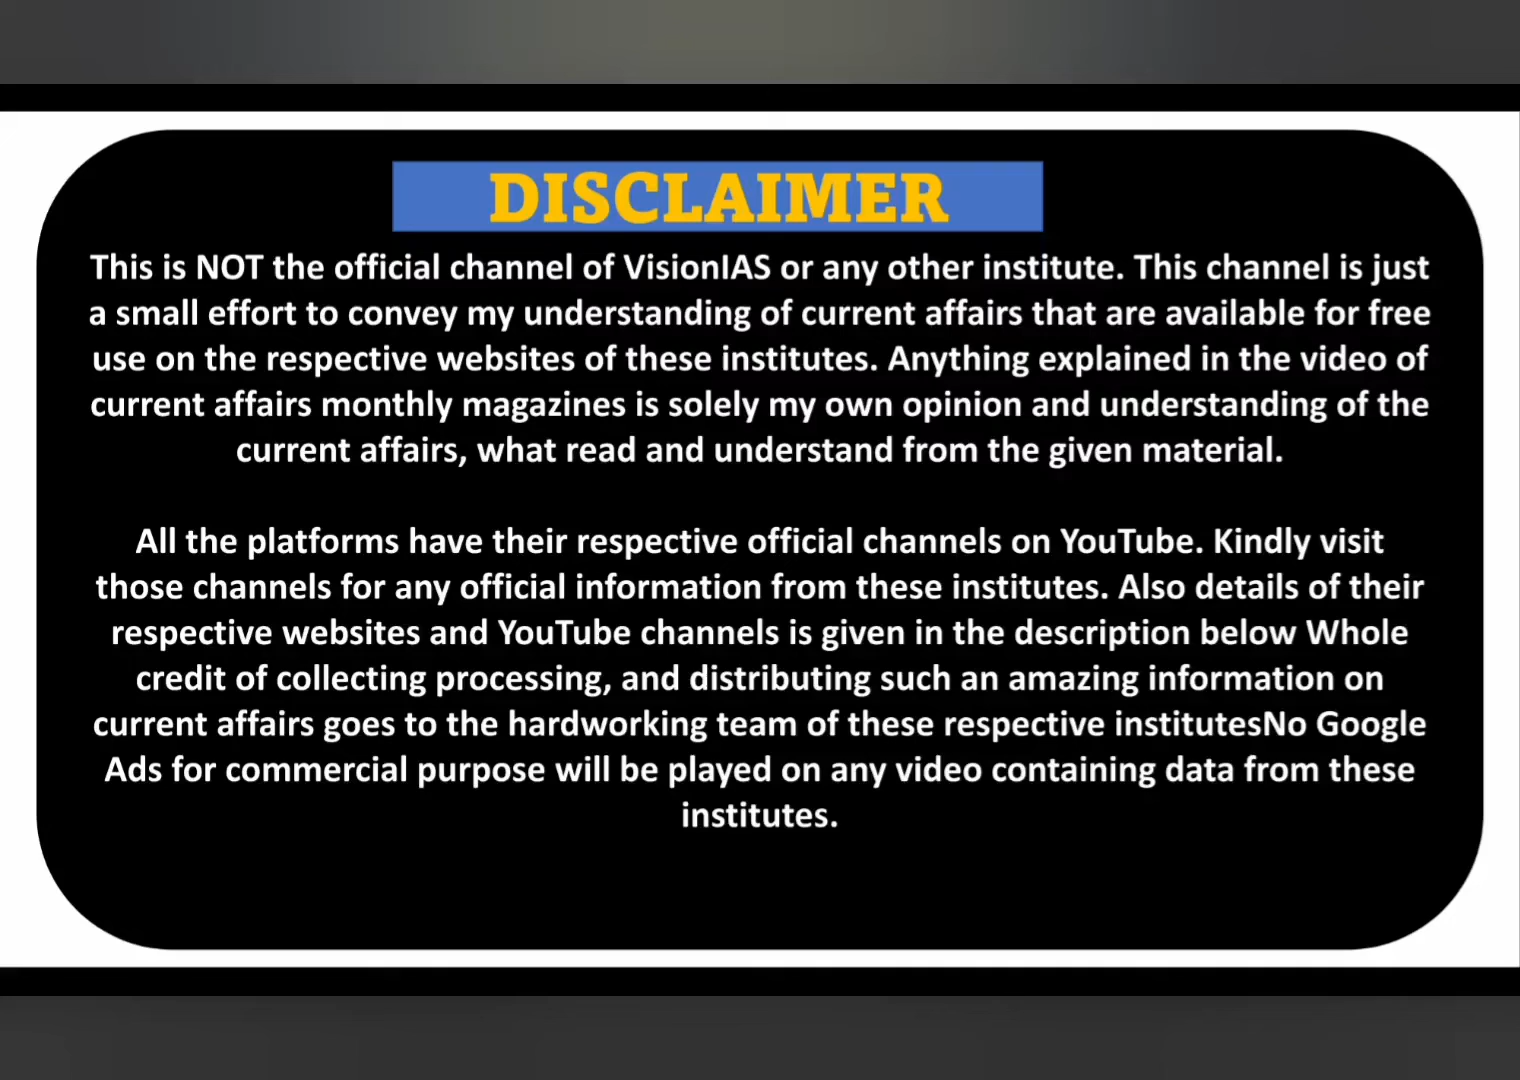 DISCLAIMER
This is NOT the official channel of VisionIAS or any other institute. This channel is just
a small effort to convey my understanding of current affairs that are available for free
use on the respective websites of these institutes. Anything explained in the video of
current affairs monthly magazines is solely my own opinion and understanding of the
current affairs, what read and understand from the given material.
All the platforms have their respective official channels on YouTube. Kindly visit
those channels for any official information from these institutes. Also details of their
respective websites and YouTube channels is given in the description below Whole
credit of collecting processing, and distributing such an amazing information on
current affairs goes to the hardworking team of these respective institutesNo Google
Ads for commercial purpose will be played on any video containing data from these
institutes.